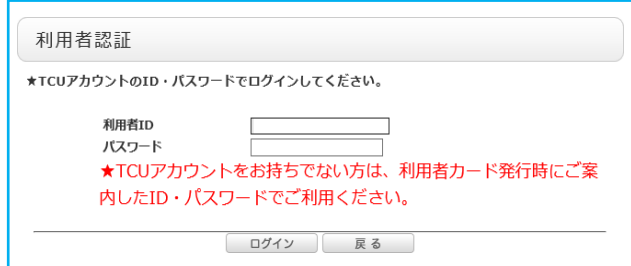 利用者認証
★TCUアカウントのID・パスワードでログインしてください。
利用者ID
パスワード
★TCUアカウントをお持ちでない方は、利用者カード発行時にご案
内したID・パスワードでご利用ください。
ログイン 戻 る